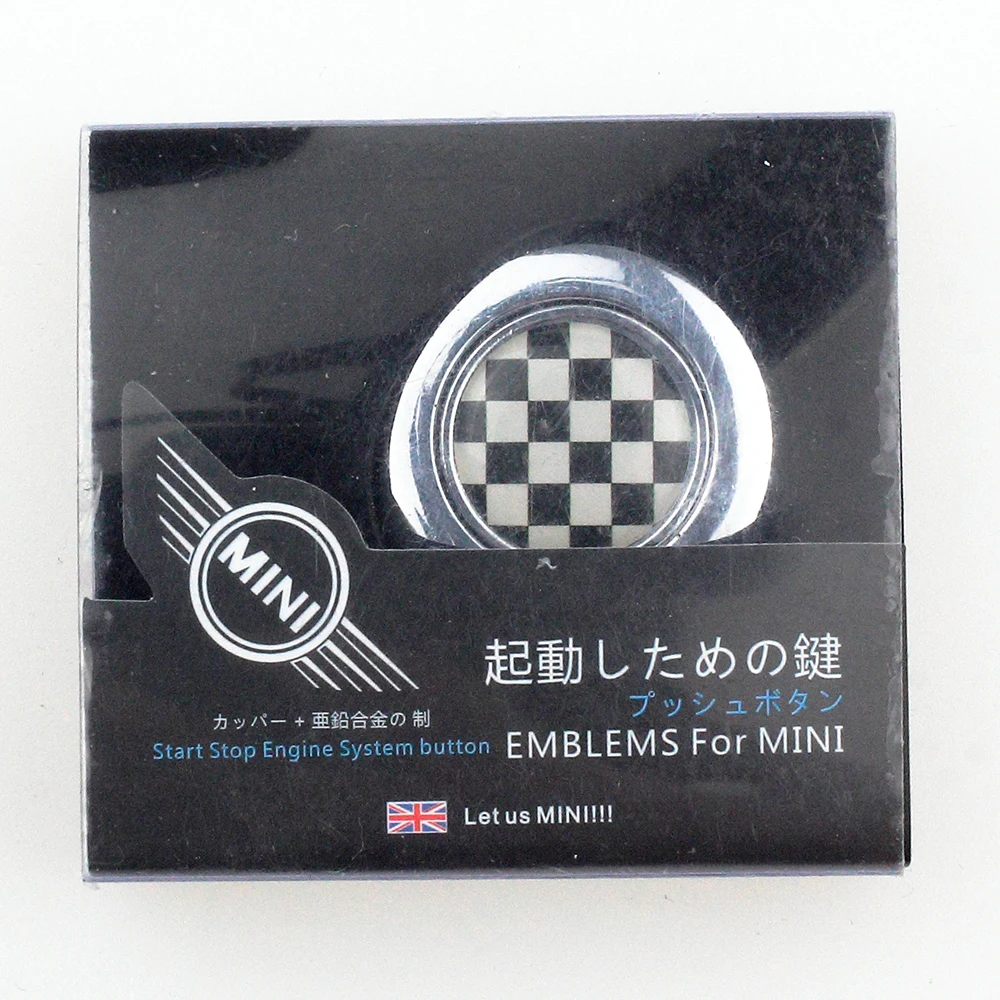 MINI
起動しための鍵
プッシュボタン
カッパー + 亜鉛合金の 制
Start Stop Engine System button
EMBLEMS For MINI
Let us MINI!!!